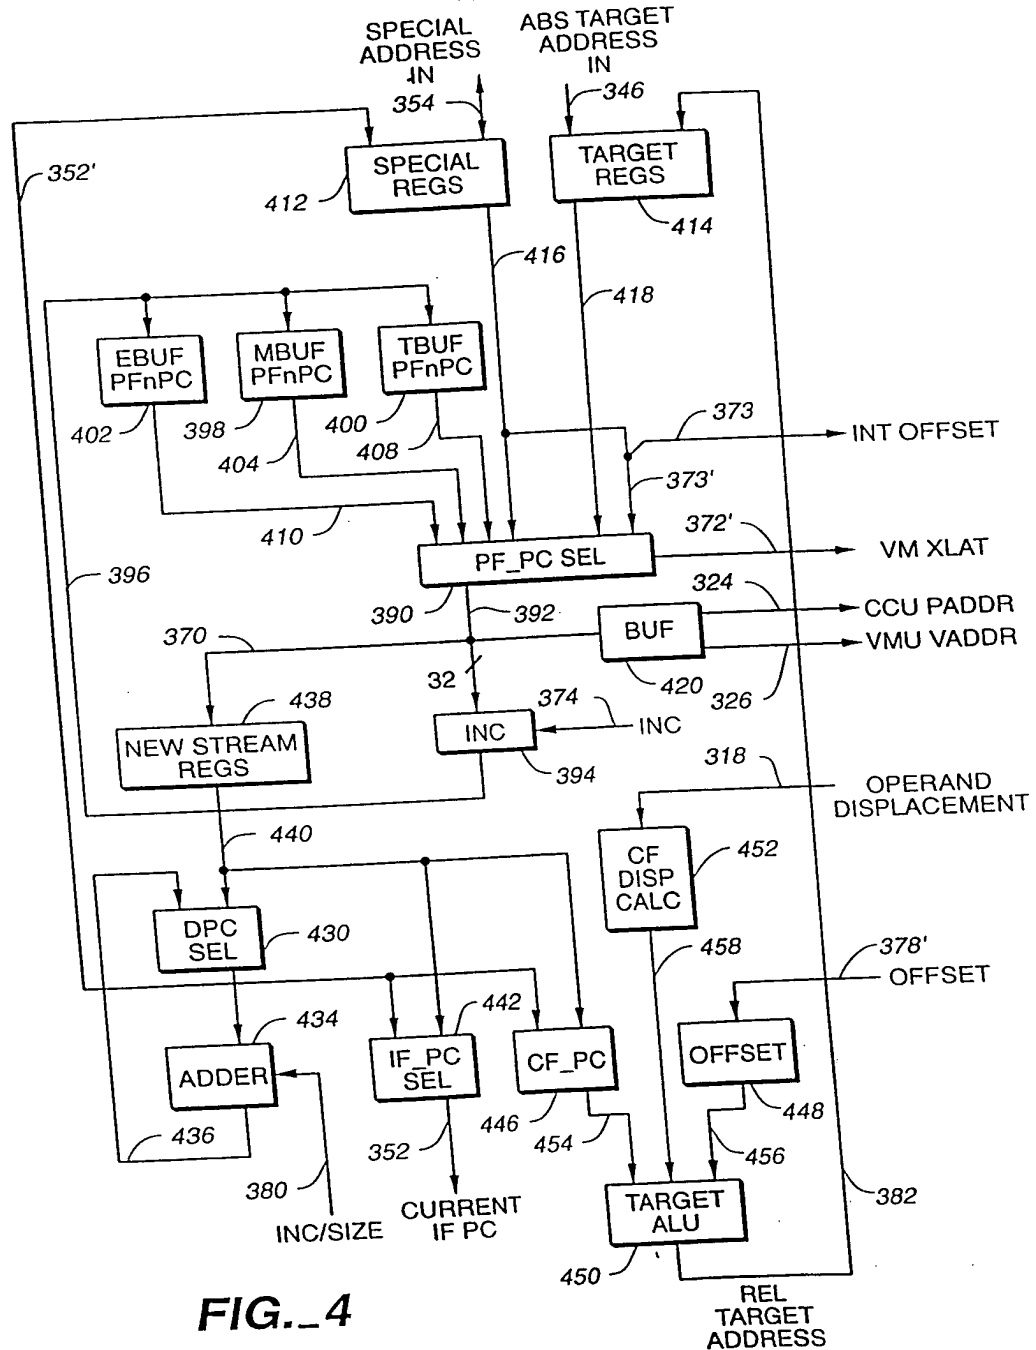 SPECIAL
ADDRESS
IN
354
ABS TARGET
ADDRESS
IN
346
352'
SPECIAL
REGS
412
TARGET
REGS
414
416
418
EBUF
PFnPC
402
MBUF
PFnPC
398
404
TBUF
PFnPC
400
408
373
INT OFFSET
373'
410
372'
PF_PC SEL
VM XLAT
396
390
392
324
CCU PADDR
BUF
VMU VADDR
370
420
326
32
438
374
NEW STREAM
REGS
INC
INC
394
318
OPERAND
DISPLACEMENT
440
CF
DISP
CALC
452
DPC
SEL
430
458
378'
OFFSET
434
442
ADDER
IF_PC
SEL
CF_PC
OFFSET
446
448
436
352
454
456
380
382
INC/SIZE
CURRENT
IF PC
TARGET
ALU
450
REL
TARGET
ADDRESS
FIG._4